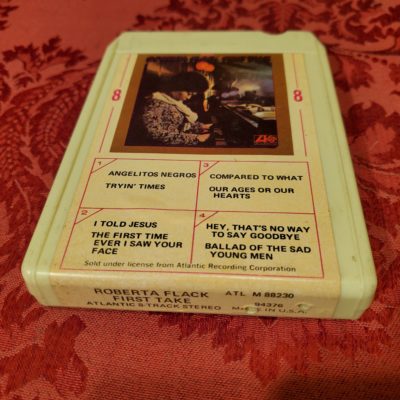 8
8
1
ANGELITOS NEGROS
TRYIN' TIMES
3
COMPARED TO WHAT
OUR AGES OR OUR
HEARTS
2
I TOLD JESUS
THE FIRST TIME
EVER I SAW YOUR
FACE
4
HEY, THAT'S NO WAY
TO SAY GOODBYE
BALLAD OF THE SAD
YOUNG MEN
Sold under license from Atlantic Recording Corporation
ROBERTA FLACK ATL M 88230
FIRST TAKE 94376
ATLANTIC 8-TRACK STEREO MADE IN U.S.A.